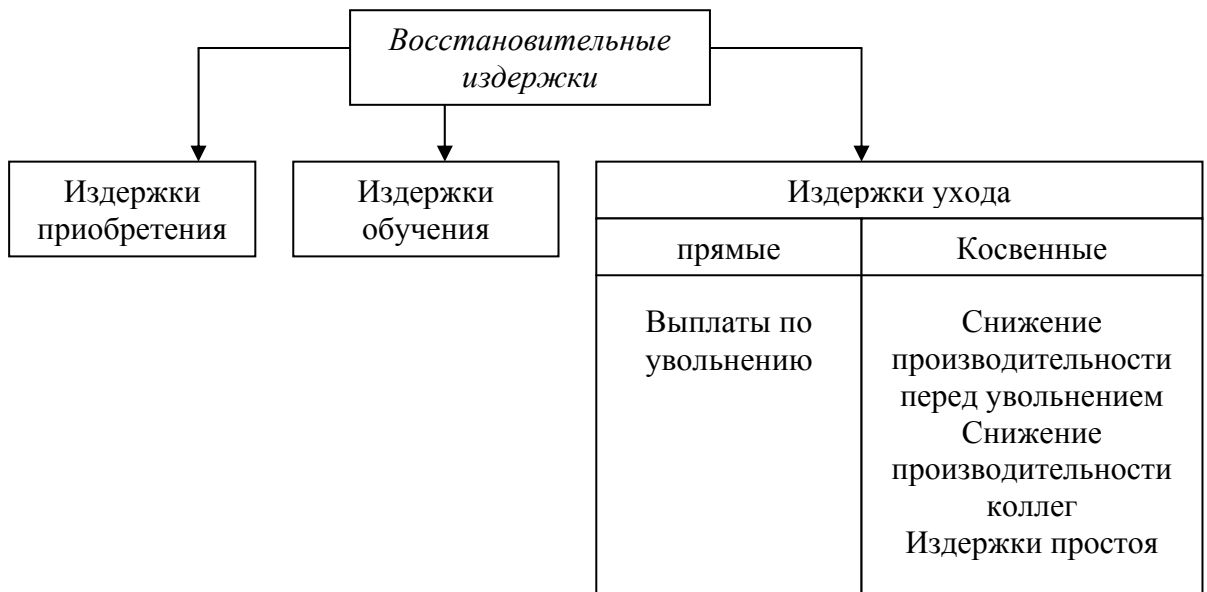 Восстановительные
издержки
Издержки
приобретения
Издержки
обучения
Издержки ухода
прямые
Косвенные
Выплаты по
увольнению
Снижение
производительности
перед увольнением
Снижение
производительности
коллег
Издержки простоя